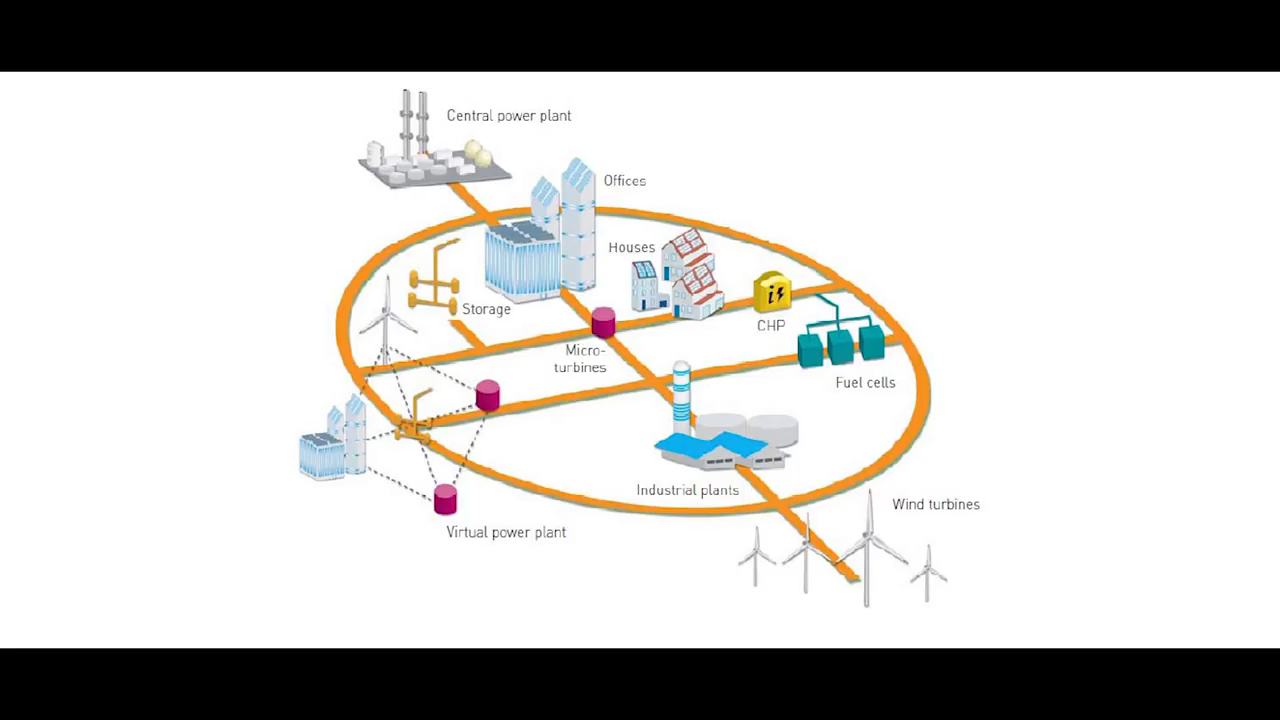 Central power plant
Offices
Houses
Storage
CHP
Micro-
turbines
Fuel cells
Industrial plants
Wind turbines
Virtual power plant